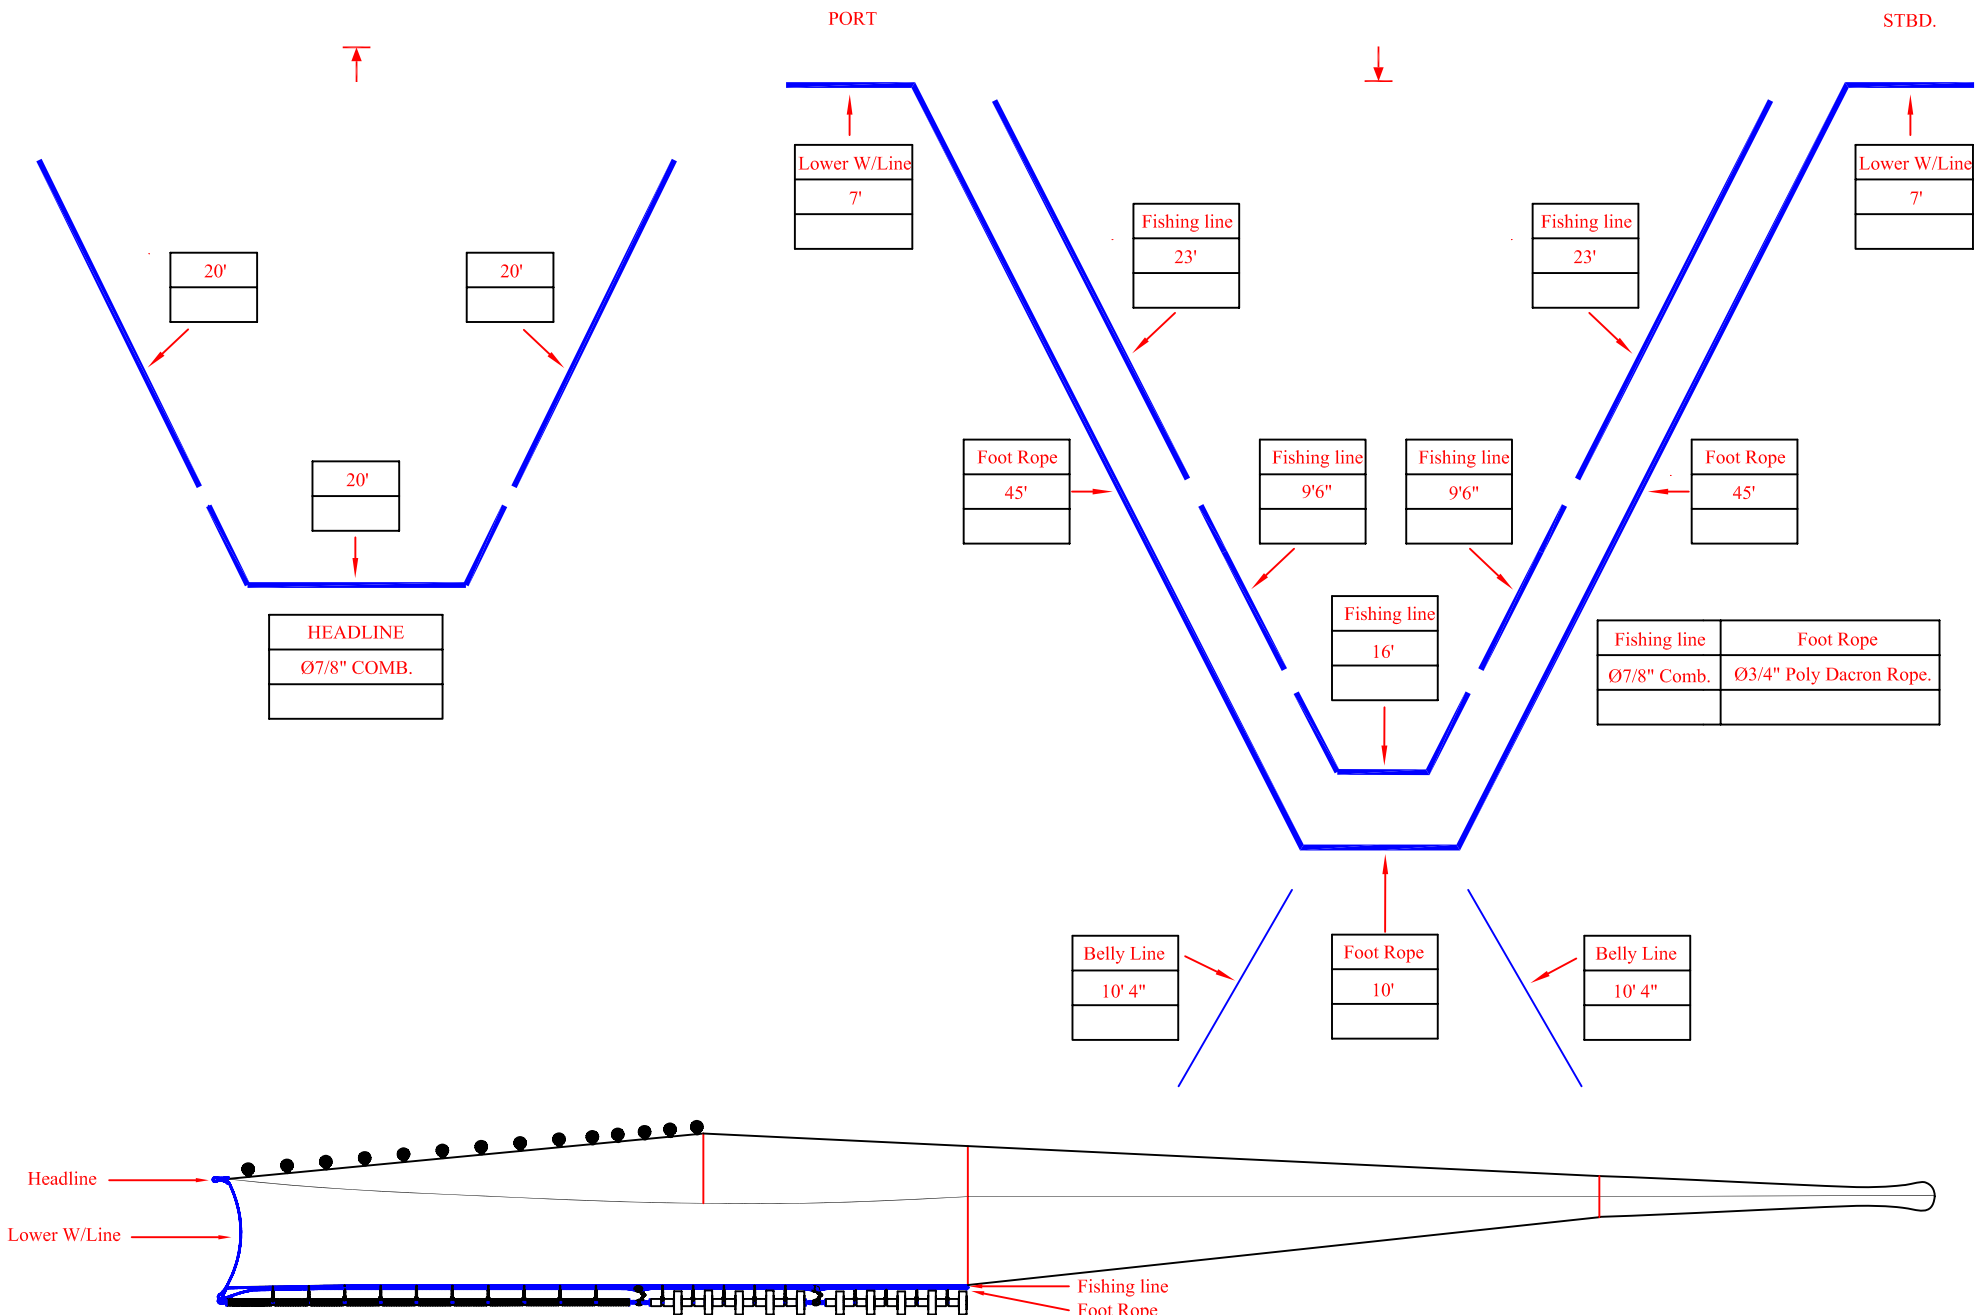 PORT
STBD.
Lower W/Line
7'
Lower W/Line
7'
Fishing line
23'
Fishing line
23'
20'
20'
Foot Rope
45'
Fishing line
9'6"
Fishing line
9'6"
Foot Rope
45'
20'
Fishing line
16'
HEADLINE
Ø7/8" COMB.
Fishing line
Foot Rope
Ø7/8" Comb.
Ø3/4" Poly Dacron Rope.
Belly Line
10' 4"
Foot Rope
10'
Belly Line
10' 4"
Headline
Lower W/Line
Fishing line
Foot Rope